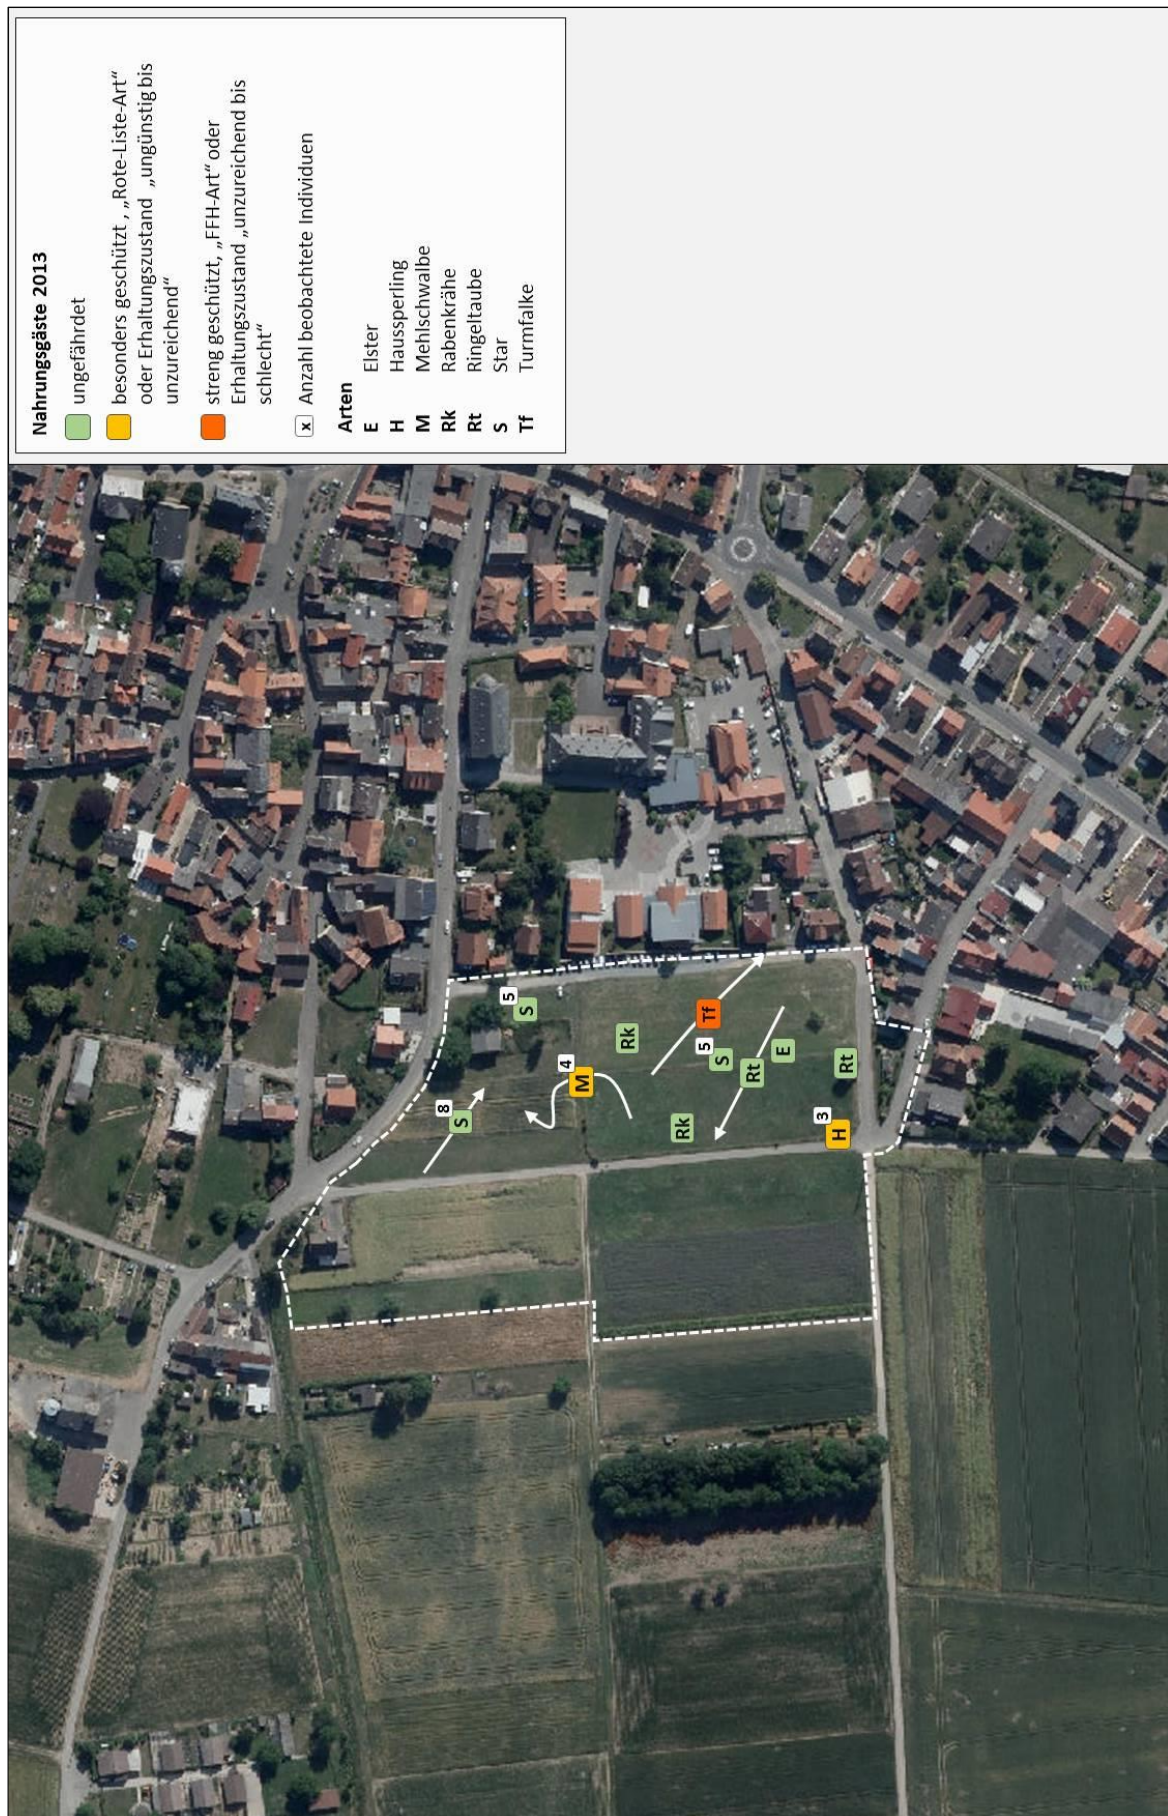 Nahrungsgäste 2013
ungefährdet
besonders geschützt , „Rote-Liste-Art“
oder Erhaltungszustand „ungünstig bis
unzureichend“
streng geschützt, „FFH-Art“ oder
Erhaltungszustand „unzureichend bis
schlecht“
x Anzahl beobachtete Individuen
Arten
E Elster
H Haussperling
M Mehlschwalbe
Rk Rabenkrähe
Rt Ringeltaube
S Star
Tf Turmfalke
8
S
5
S
4
M
Rk
Rk
5
Tf
S
Rt
E
3
H
Rt